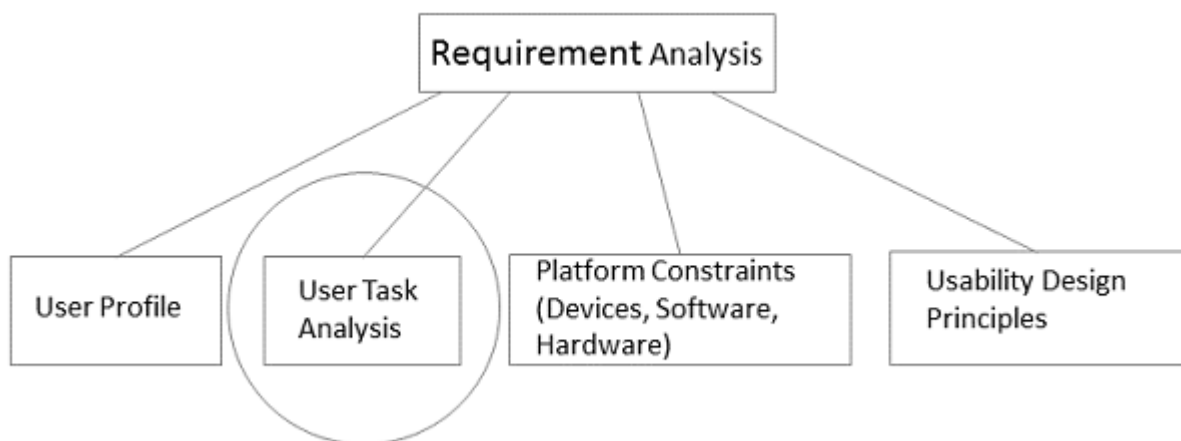 Requirement Analysis
User Profile
User Task
Analysis
Platform Constraints
(Devices, Software,
Hardware)
Usability Design
Principles